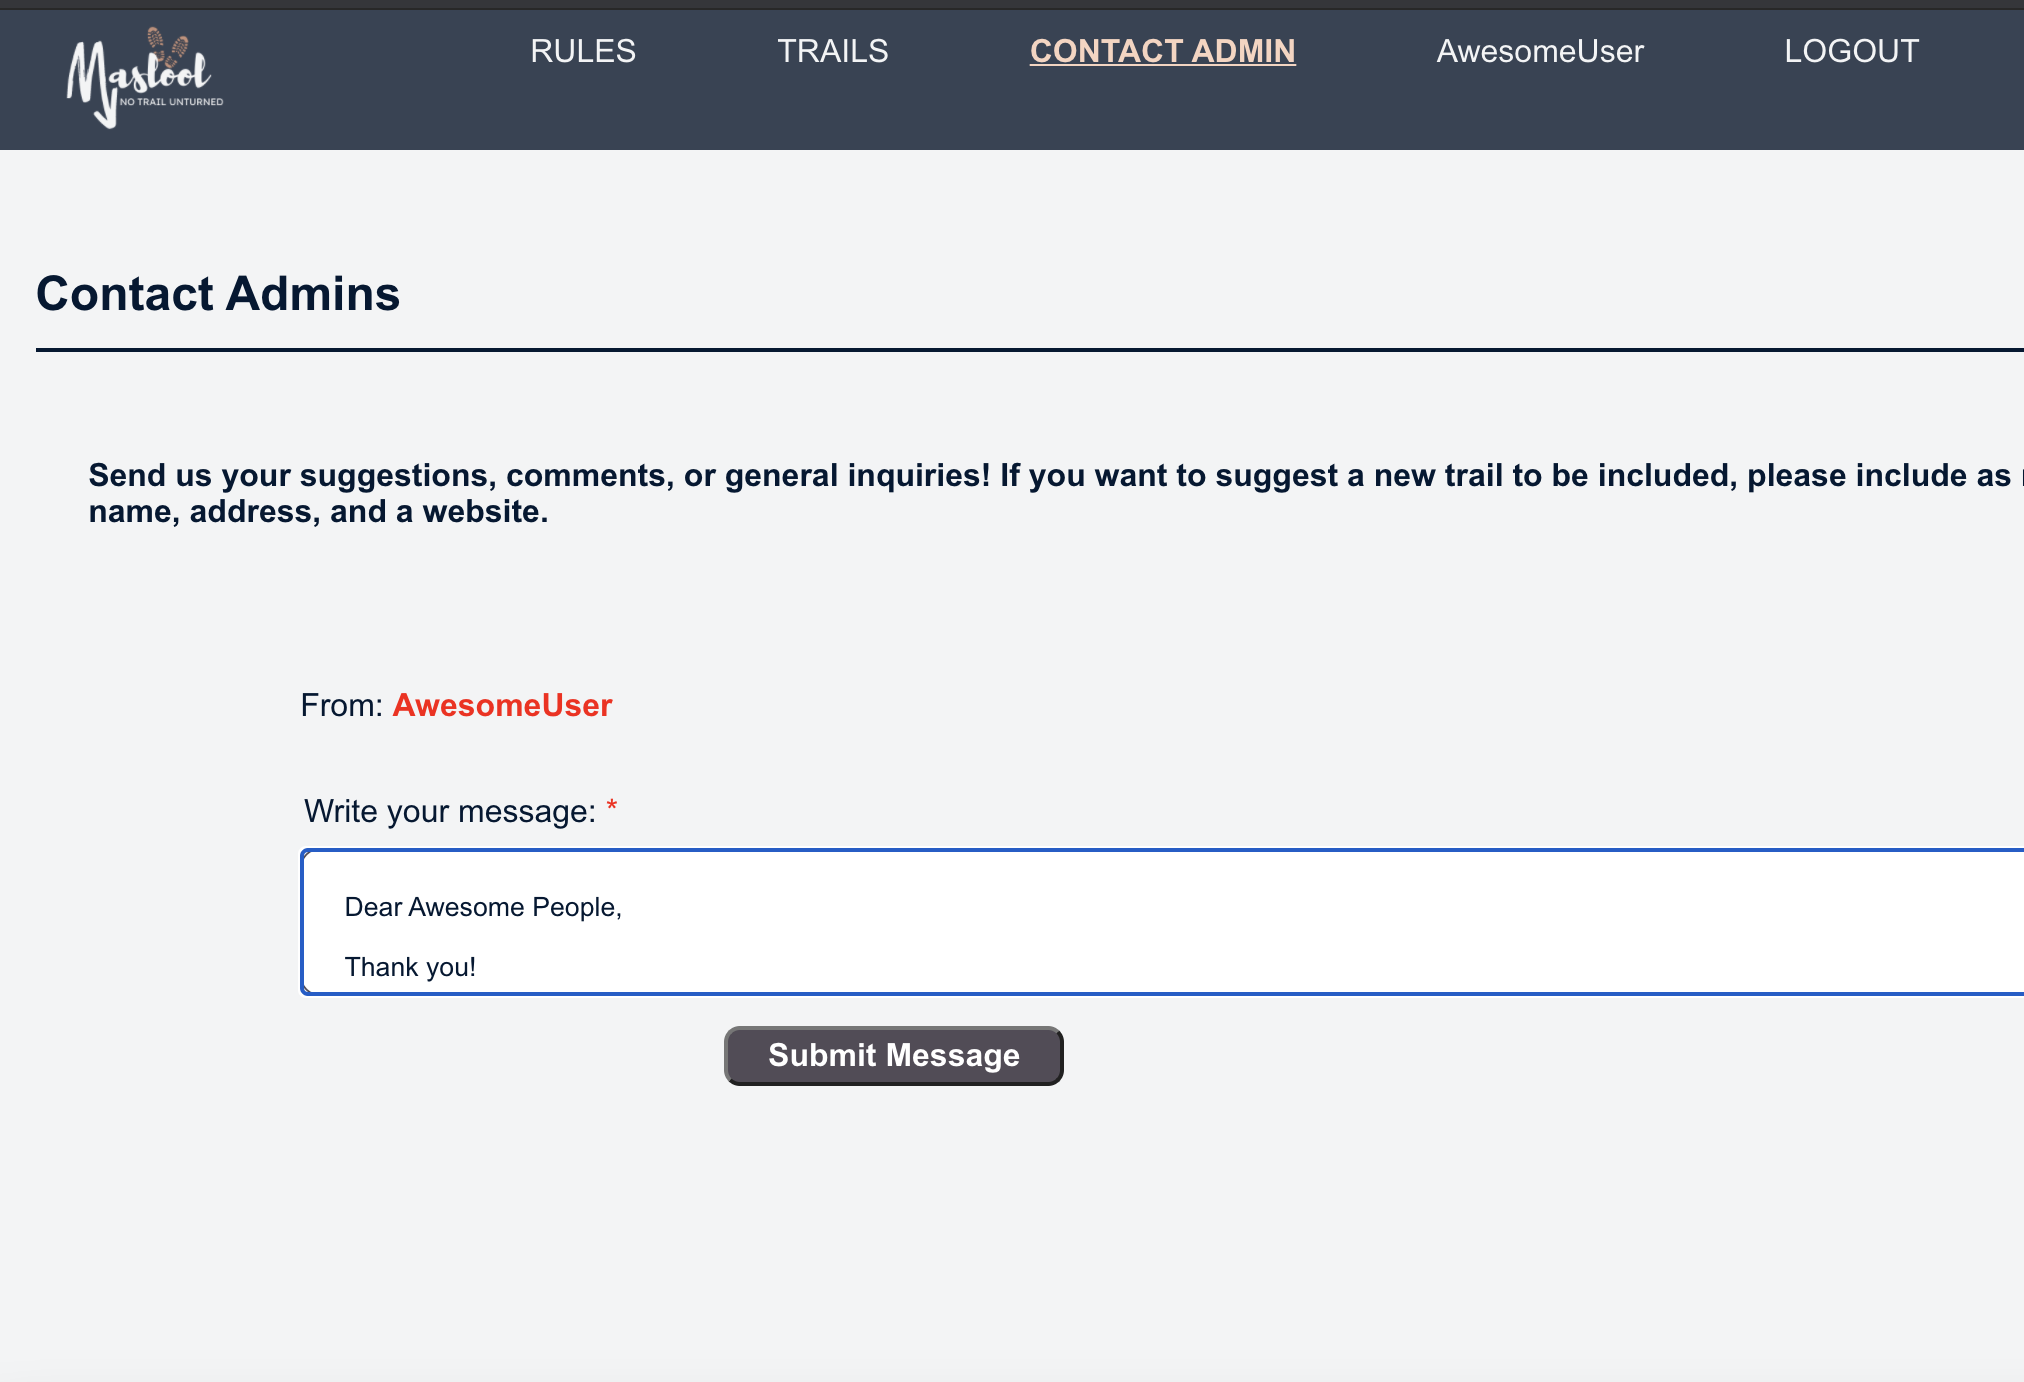 Maslool
NO TRAIL UNTURNED
RULES
TRAILS
CONTACT ADMIN
AwesomeUser
LOGOUT
Contact Admins
Send us your suggestions, comments, or general inquiries! If you want to suggest a new trail to be included, please include as
name, address, and a website.
From: AwesomeUser
Write your message: *
Dear Awesome People,
Thank you!
Submit Message